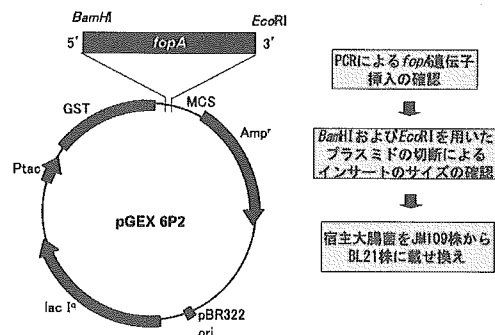 BamHI
EcoRI
5'
fopA
3'
GST
MCS
Ampʳ
Ptac
pGEX 6P2
lac Iq
pBR322
ori
PCRによるfopA遺伝子
挿入の確認
BamHIおよびEcoRIを用いた
プラスミドの切断による
インサートのサイズの確認
宿主大腸菌をJM109株から
BL21株に載せ換え